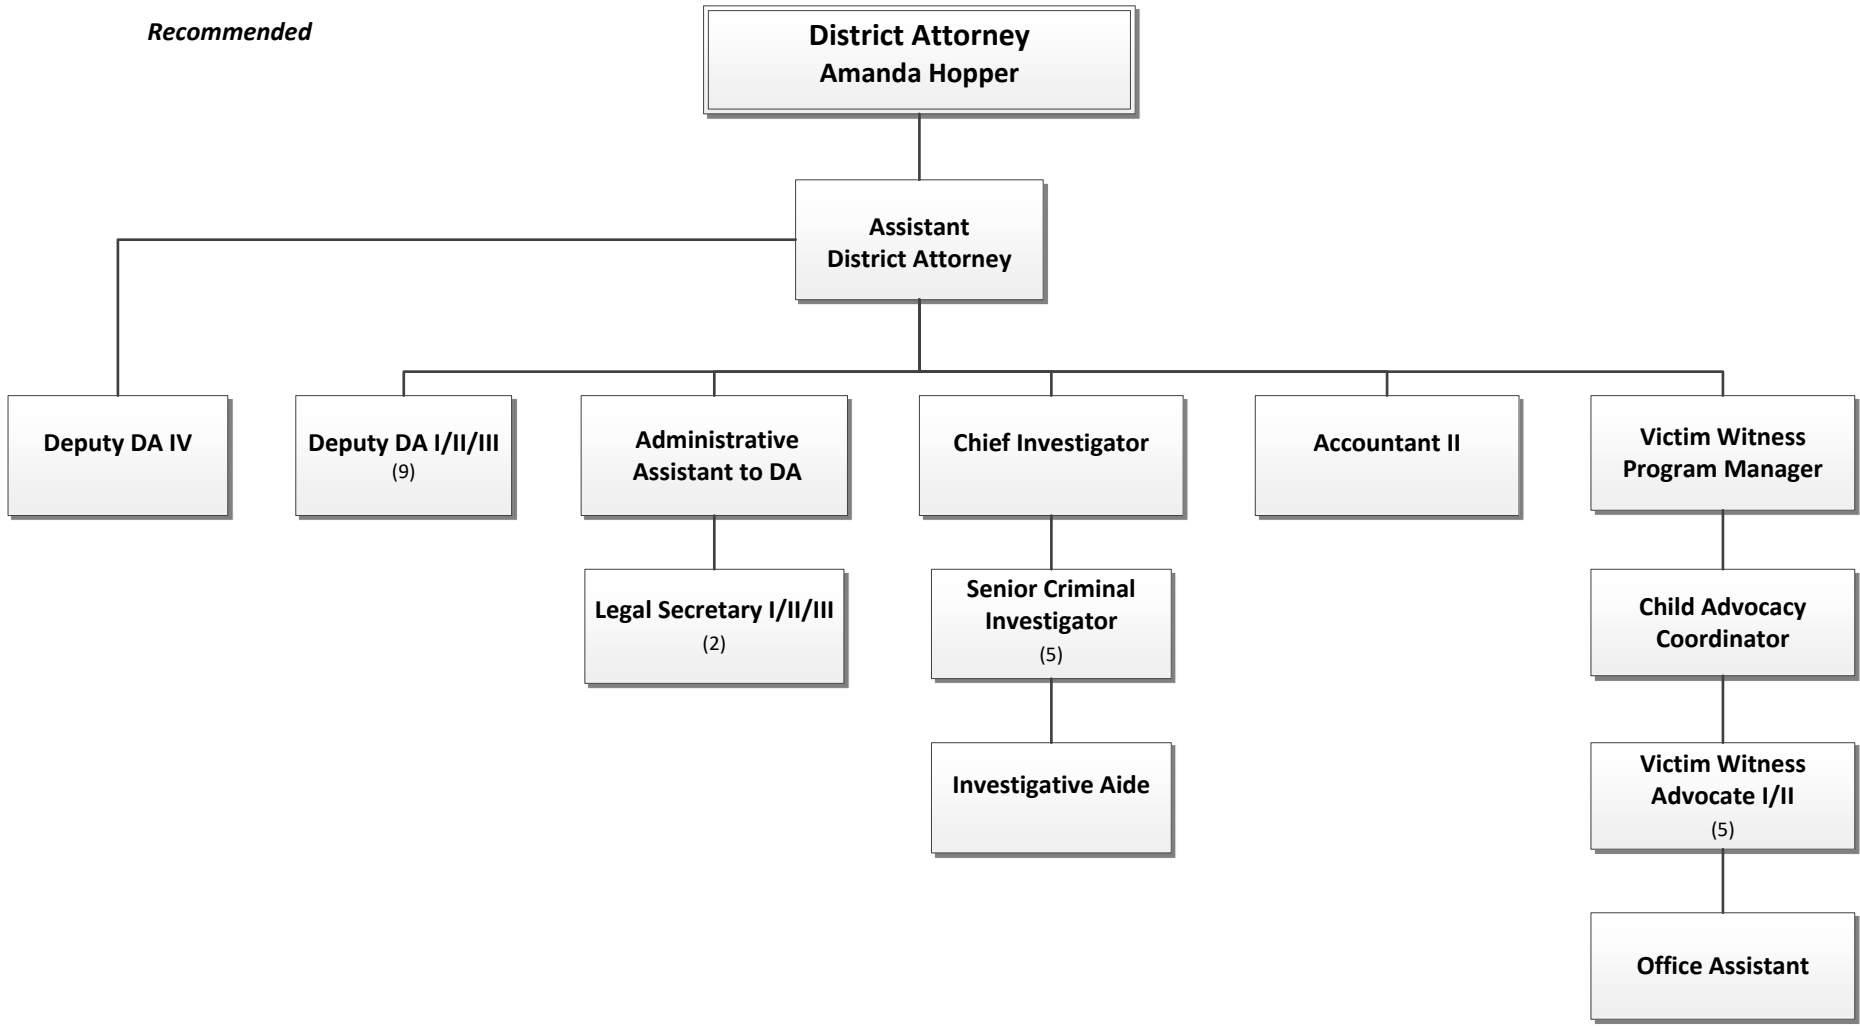 Recommended
District Attorney
Amanda Hopper
Assistant
District Attorney
Deputy DA IV
Deputy DA I/II/III
(9)
Administrative
Assistant to DA
Chief Investigator
Accountant II
Victim Witness
Program Manager
Legal Secretary I/II/III
(2)
Senior Criminal
Investigator
(5)
Child Advocacy
Coordinator
Investigative Aide
Victim Witness
Advocate I/II
(5)
Office Assistant